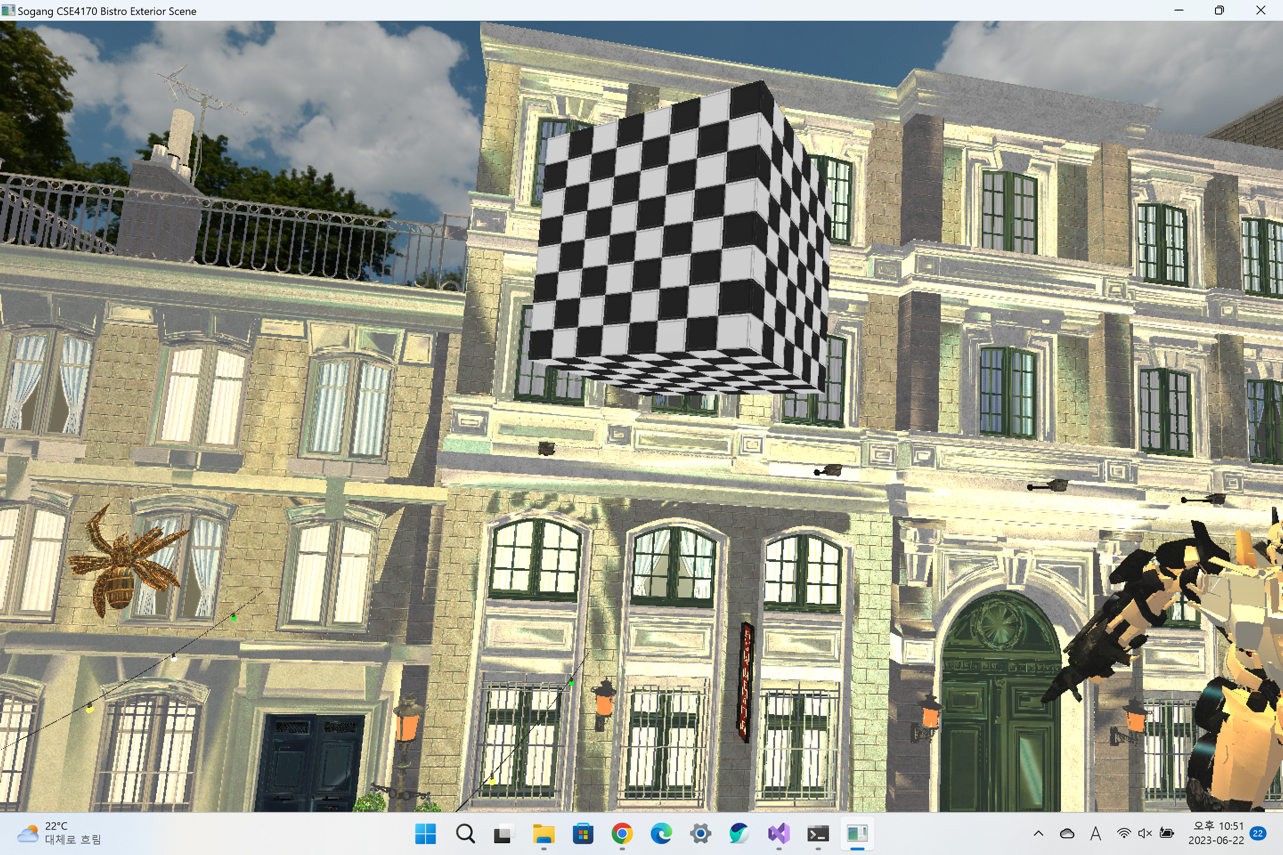 Sogang CSE4170 Bistro Exterior Scene
22°C
대체로 흐림
A
오후 10:51
2023-06-22
22